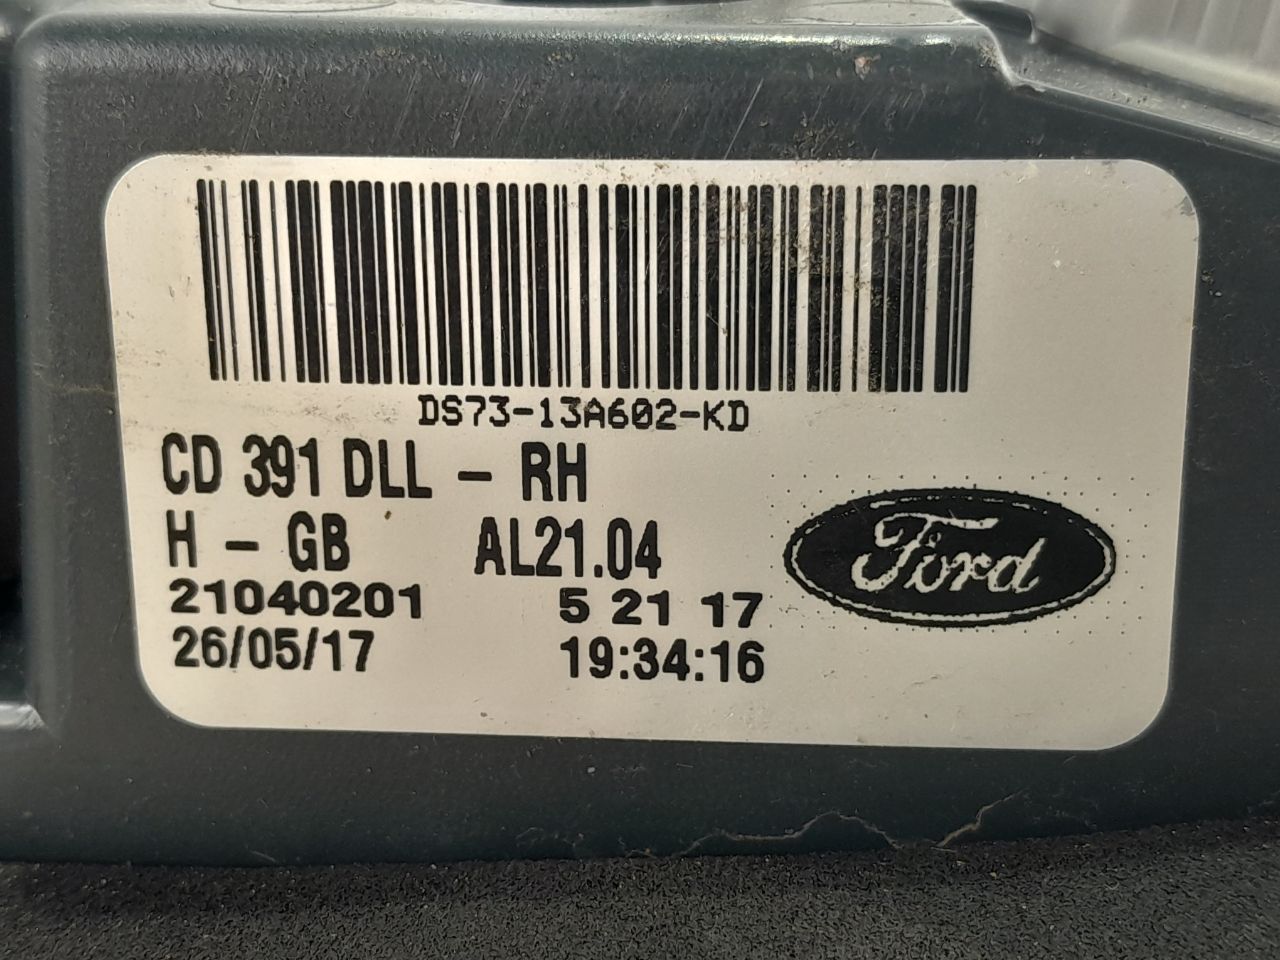 DS73-13A602-KD
CD 391 DLL - RH
H - GB AL21.04
Ford
21040201 5 21 17
26/05/17 19:34:16